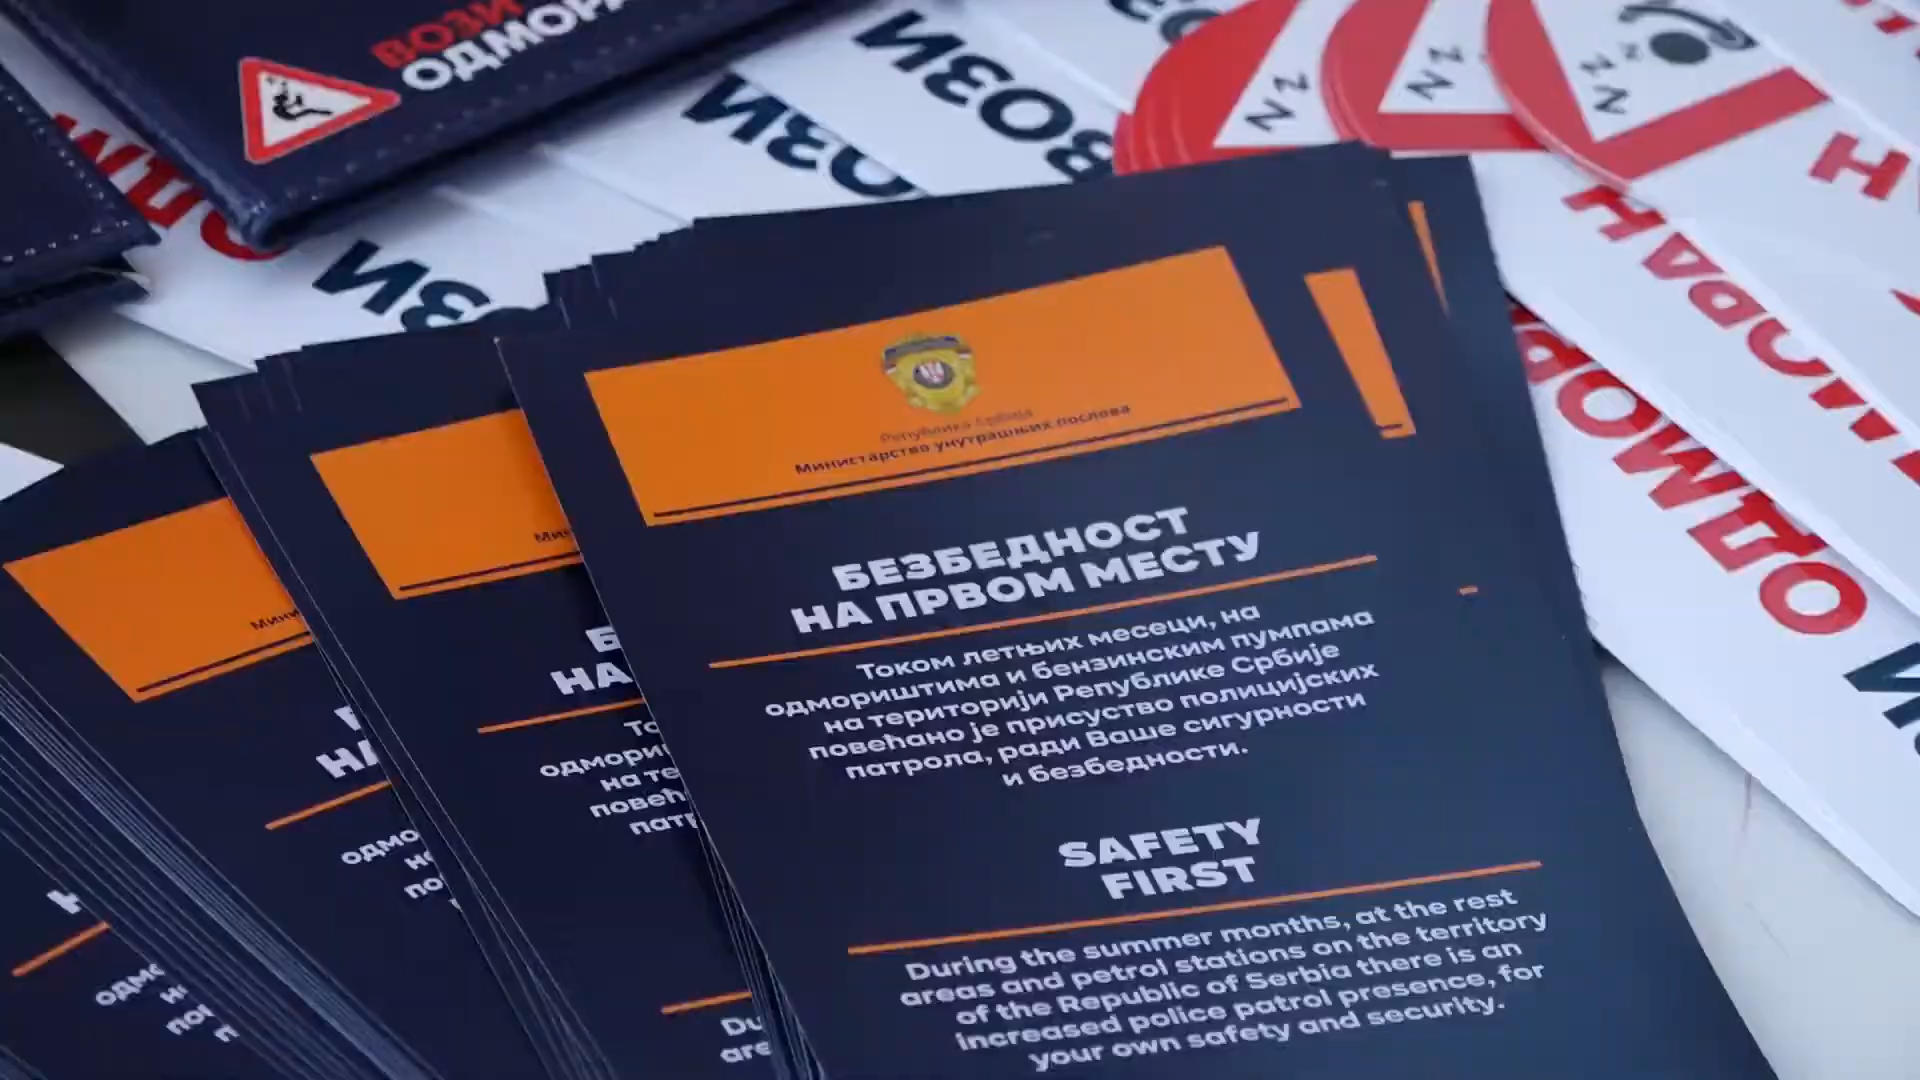 ВОЗИ
ОДМОР
ВОЗИ
ВОЗИ
Република Србија
Министарство унутрашњих послова
БЕЗБЕДНОСТ
НА ПРВОМ МЕСТУ
Током летњих месеци, на
одмориштима и бензинским пумпама
на територији Републике Србије
повећано је присуство полицијских
патрола, ради Ваше сигурности
и безбедности.
SAFETY
FIRST
During the summer months, at the rest
areas and petrol stations on the territory
of the Republic of Serbia there is an
increased police patrol presence, for
your own safety and security.